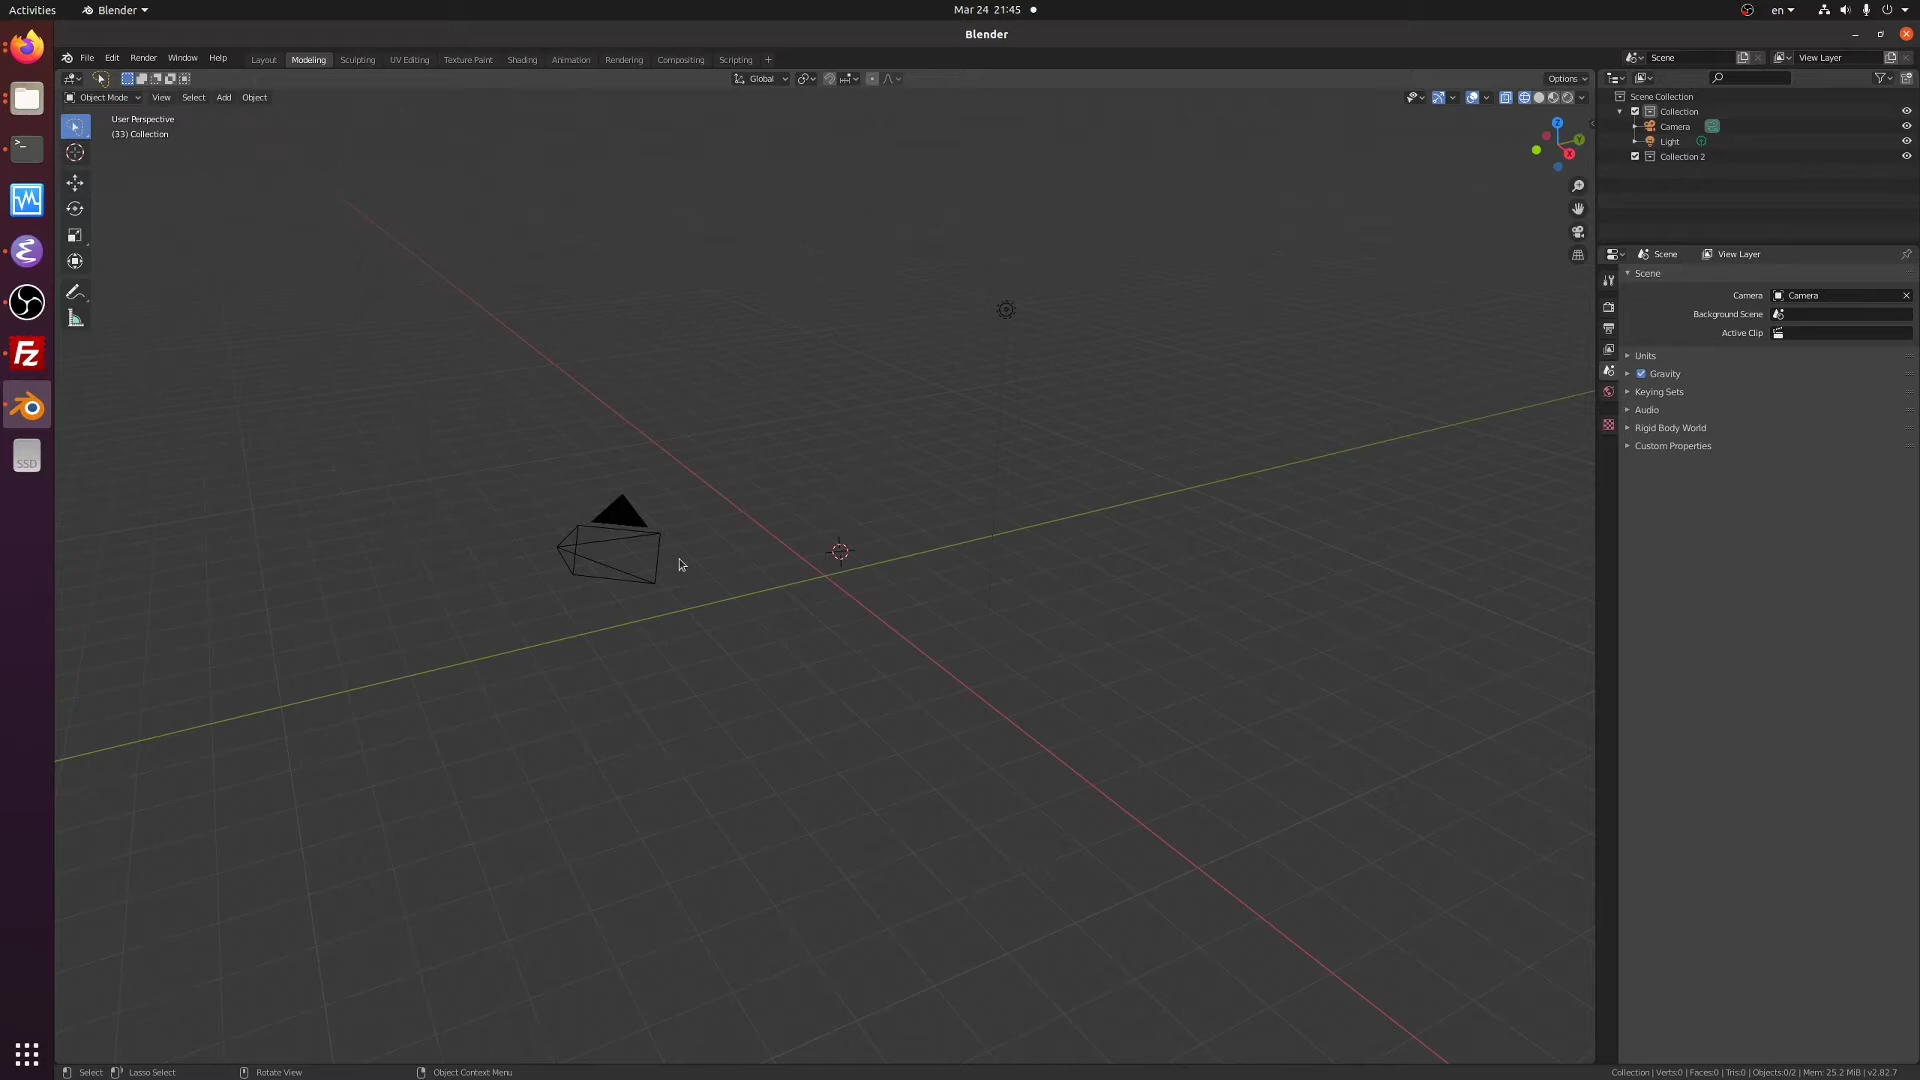 Activities Blender Mar 24 21:45 en
Blender
File Edit Render Window Help Layout Modeling Sculpting UV Editing Texture Paint Shading Animation Rendering Compositing Scripting + Scene View Layer
Global Options
Object Mode View Select Add Object
Scene Collection
Collection
Camera
Light
Collection 2
User Perspective
(33) Collection
Z
Y
X
Scene View Layer
Scene
Camera Camera
Background Scene
Active Clip
Units
Gravity
Keying Sets
Audio
Rigid Body World
Custom Properties
Fz
SSD
Select Lasso Select Rotate View Object Context Menu Collection | Verts:0 | Faces:0 | Tris:0 | Objects:0/2 | Mem: 25.2 MiB | v2.82.7